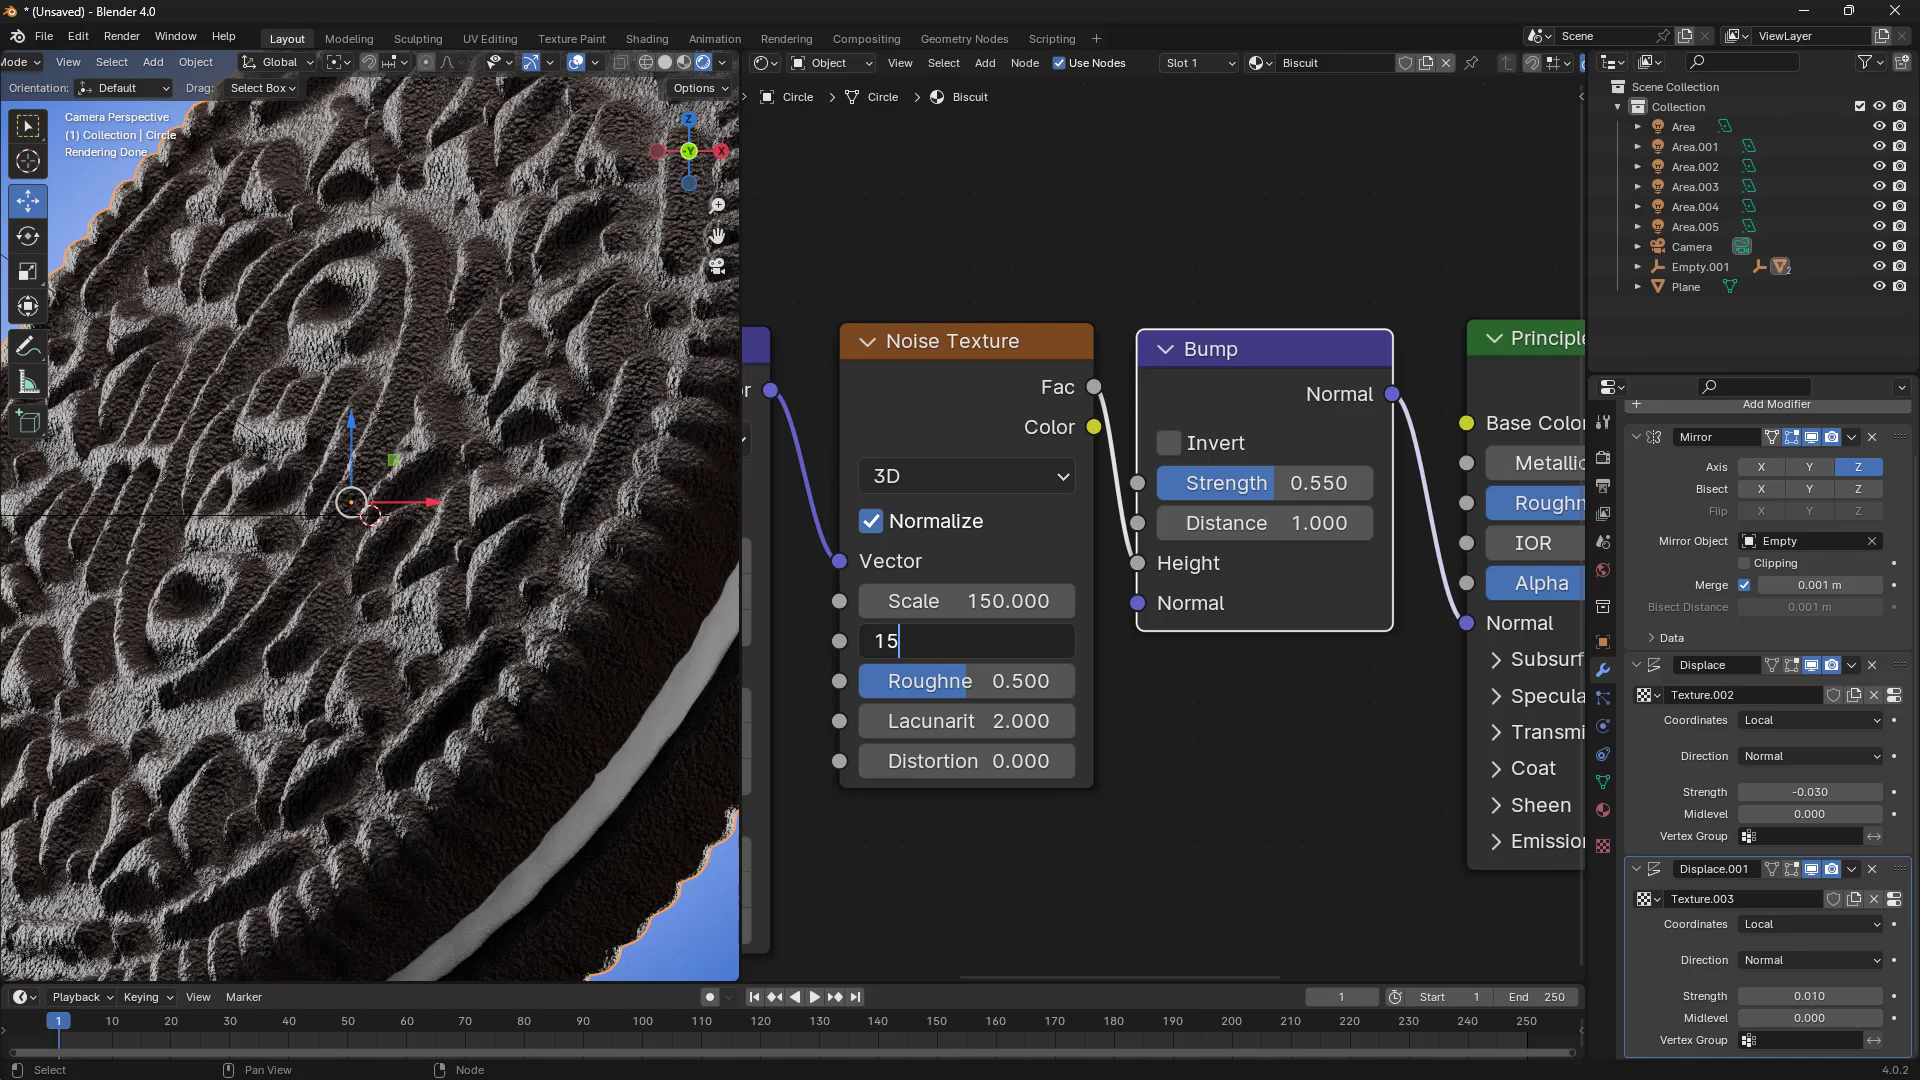 * (Unsaved) - Blender 4.0
File Edit Render Window Help
Layout Modeling Sculpting UV Editing Texture Paint Shading Animation Rendering Compositing Geometry Nodes Scripting +
Scene
ViewLayer
Mode View Select Add Object
Global
Object View Select Add Node Use Nodes Slot 1 Biscuit
Orientation: Default Drag: Select Box
Options
Camera Perspective
(1) Collection | Circle
Rendering Done
Z
-Y
X
Circle > Circle > Biscuit
Scene Collection
Collection
Area
Area.001
Area.002
Area.003
Area.004
Area.005
Camera
Empty.001
2
Plane
r
Noise Texture
Fac
Color
3D
Normalize
Vector
Scale 150.000
15
Roughne 0.500
Lacunarit 2.000
Distortion 0.000
Bump
Normal
Invert
Strength 0.550
Distance 1.000
Height
Normal
Principle
Base Color
Metallic
Roughn
IOR
Alpha
Normal
Subsurf
Specula
Transmi
Coat
Sheen
Emission
Add Modifier
Mirror
Axis X Y Z
Bisect X Y Z
Flip X Y Z
Mirror Object Empty
Clipping
Merge 0.001 m
Bisect Distance 0.001 m
Data
Displace
Texture.002
Coordinates Local
Direction Normal
Strength -0.030
Midlevel 0.000
Vertex Group
Displace.001
Texture.003
Coordinates Local
Direction Normal
Strength 0.010
Midlevel 0.000
Vertex Group
Playback Keying View Marker
1 Start 1 End 250
1 10 20 30 40 50 60 70 80 90 100 110 120 130 140 150 160 170 180 190 200 210 220 230 240 250
Select Pan View Node
4.0.2